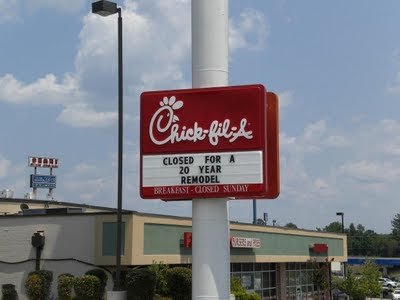 Chick-fil-A
CLOSED FOR A
20 YEAR
REMODEL
BREAKFAST - CLOSED SUNDAY